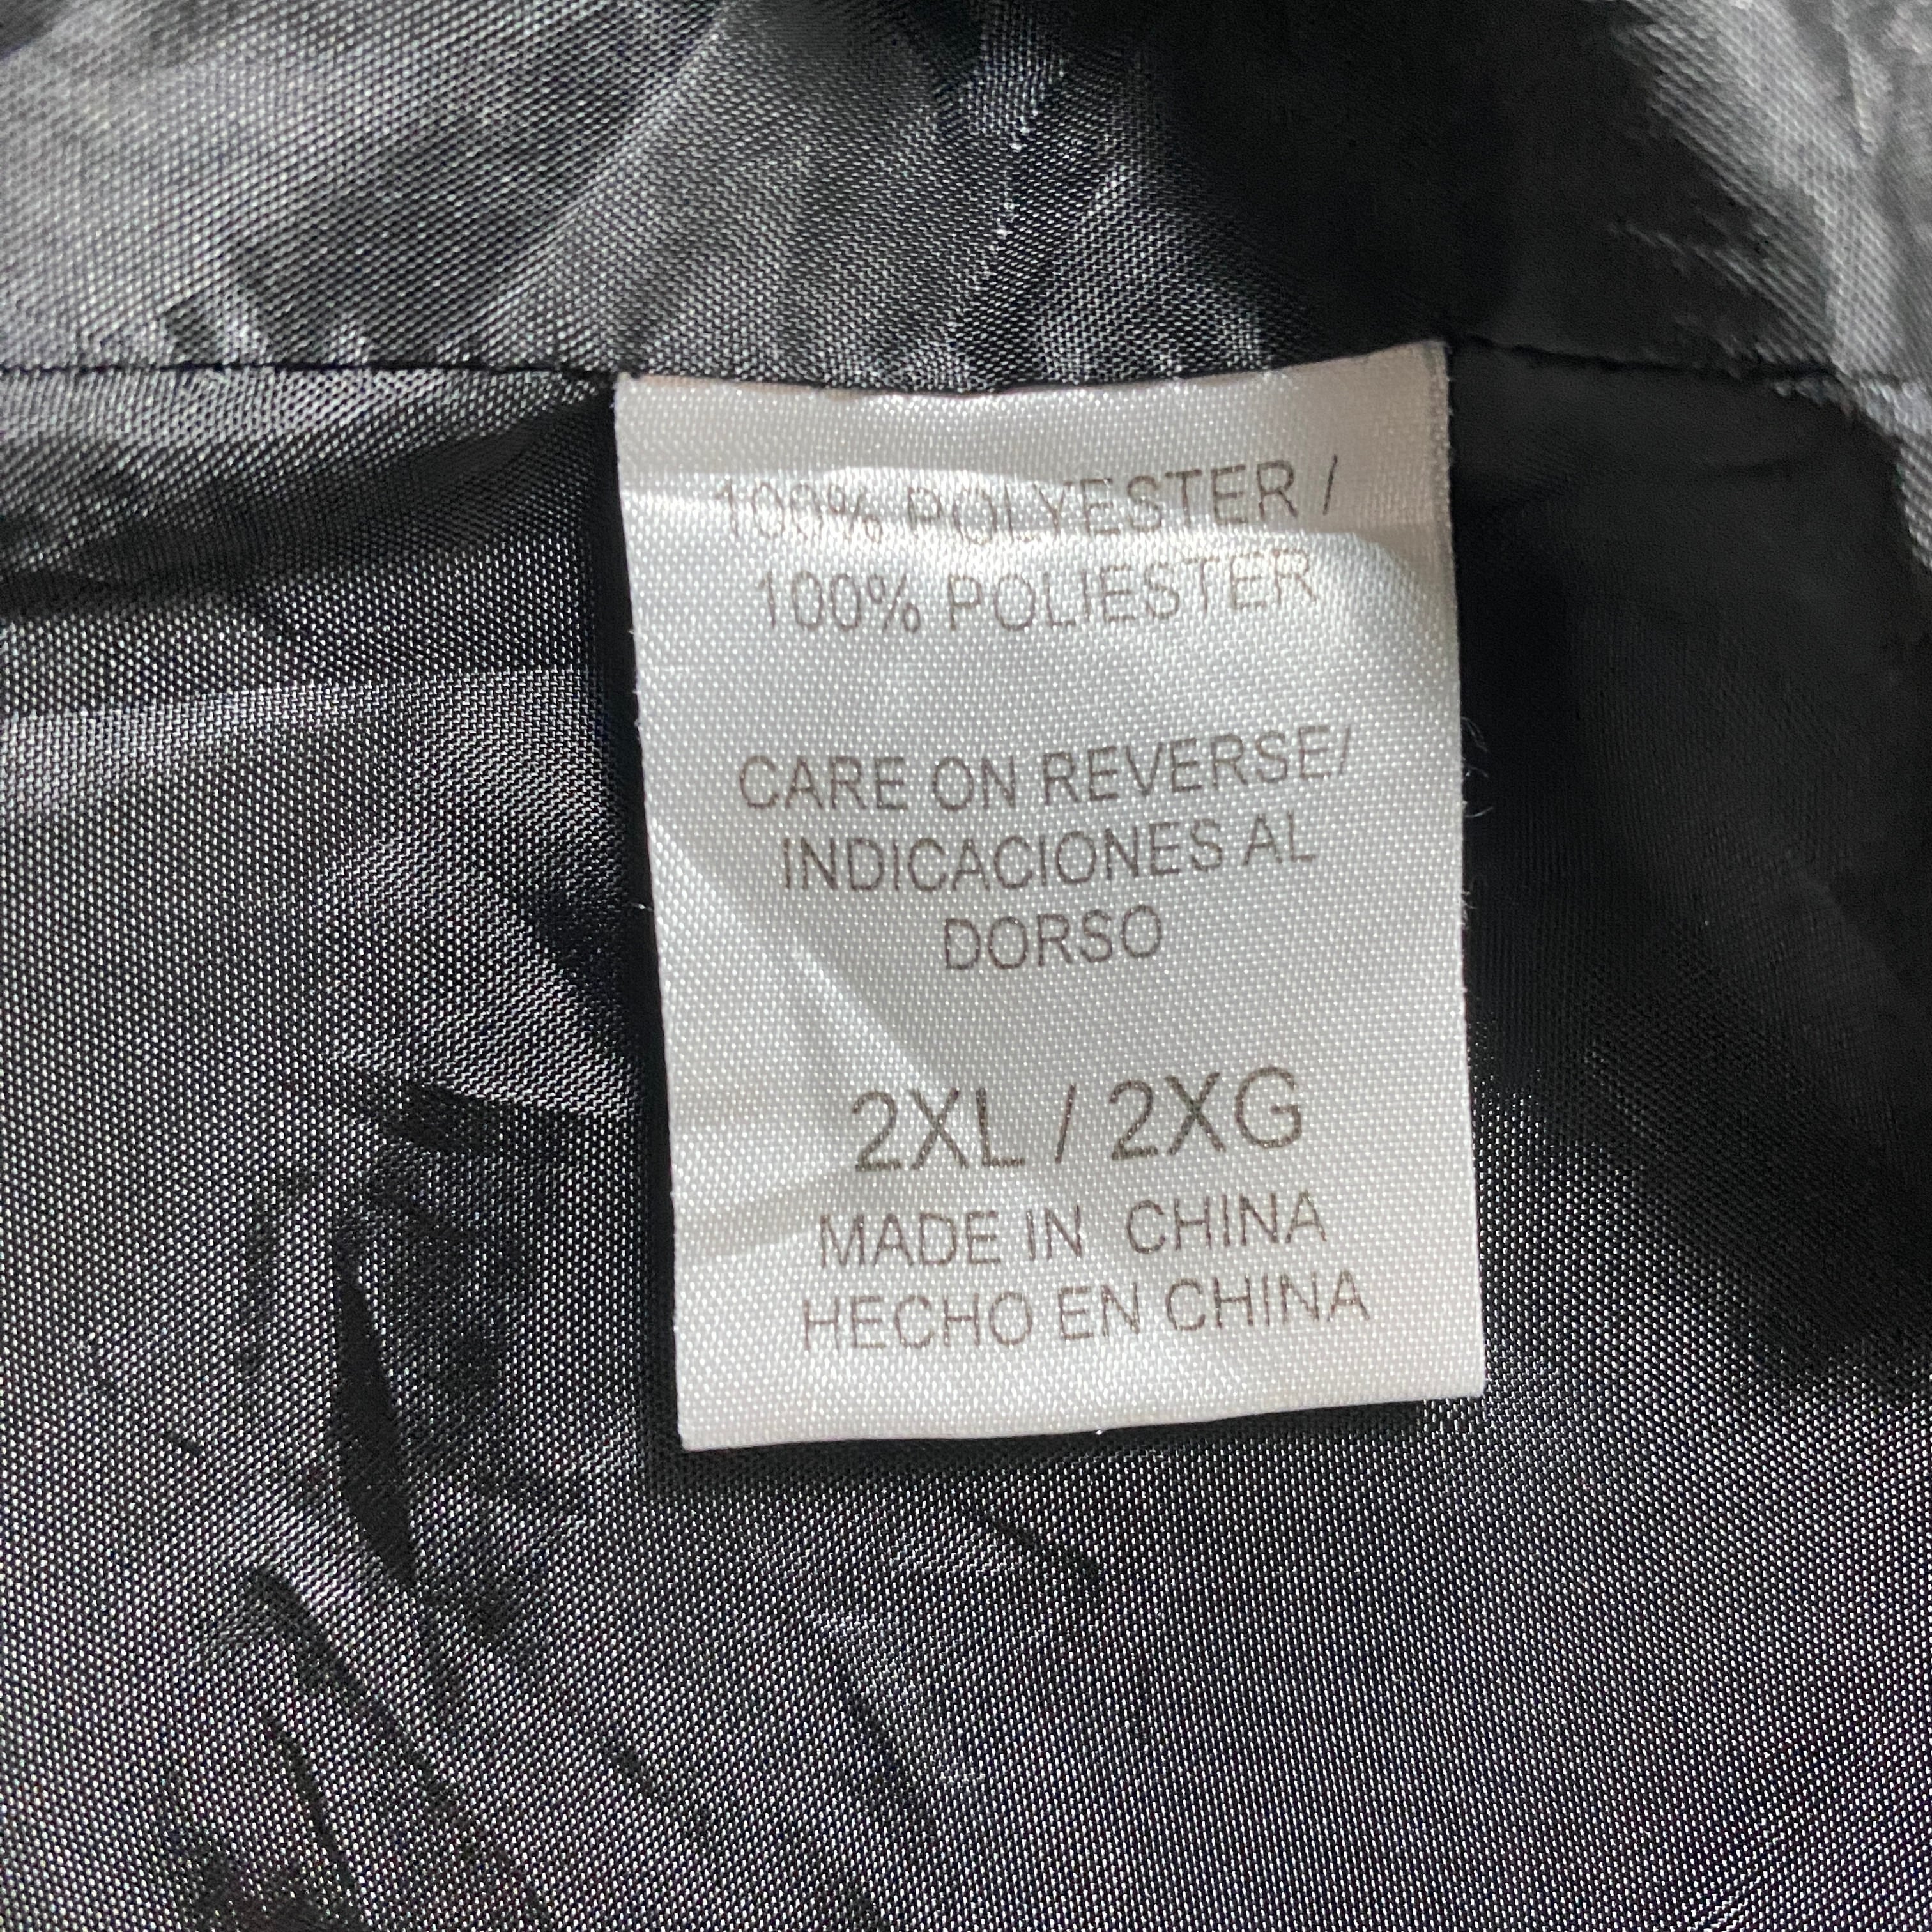 100% POLYESTER /
100% POLIESTER
CARE ON REVERSE/
INDICACIONES AL
DORSO
2XL / 2XG
MADE IN CHINA
HECHO EN CHINA